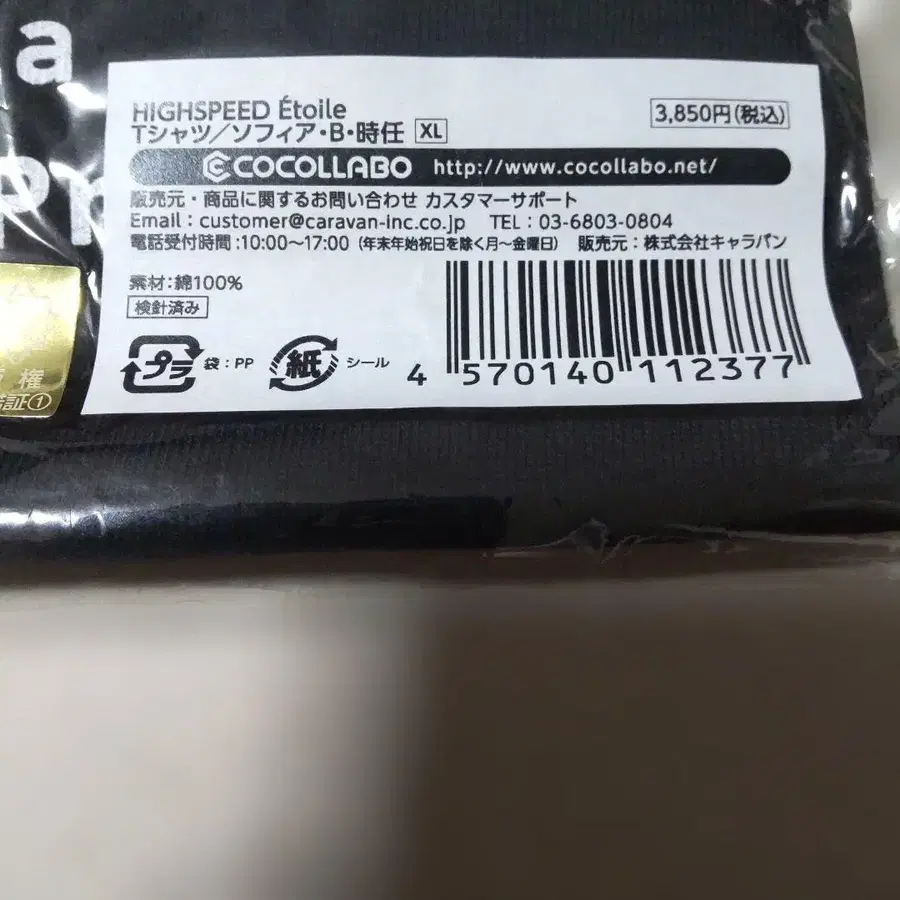 a
Pr
HIGHSPEED Étoile
Tシャツ/ソフィア・B・時任 XL
3,850円(税込)
COCOLLABO http://www.cocollabo.net/
販売元・商品に関するお問い合わせ カスタマーサポート
Email：customer@caravan-inc.co.jp TEL：03-6803-0804
電話受付時間：10:00～17:00（年末年始祝日を除く月～金曜日） 販売元：株式会社キャラバン
素材：綿100%
検針済み
プラ 袋：PP 紙 シール
4 570140 112377
権
証①